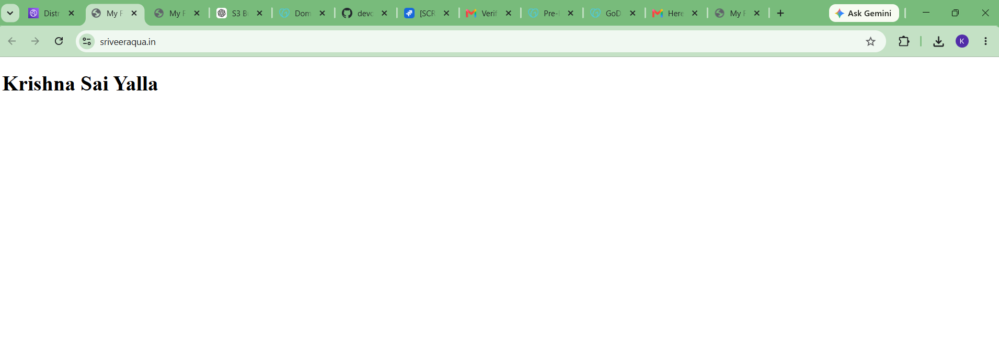 Distr
My F
My F
S3 B
Dom
devc
[SCR
Verif
Pre-
GoD
Here
My F
Ask Gemini
sriveeraqua.in
K
Krishna Sai Yalla